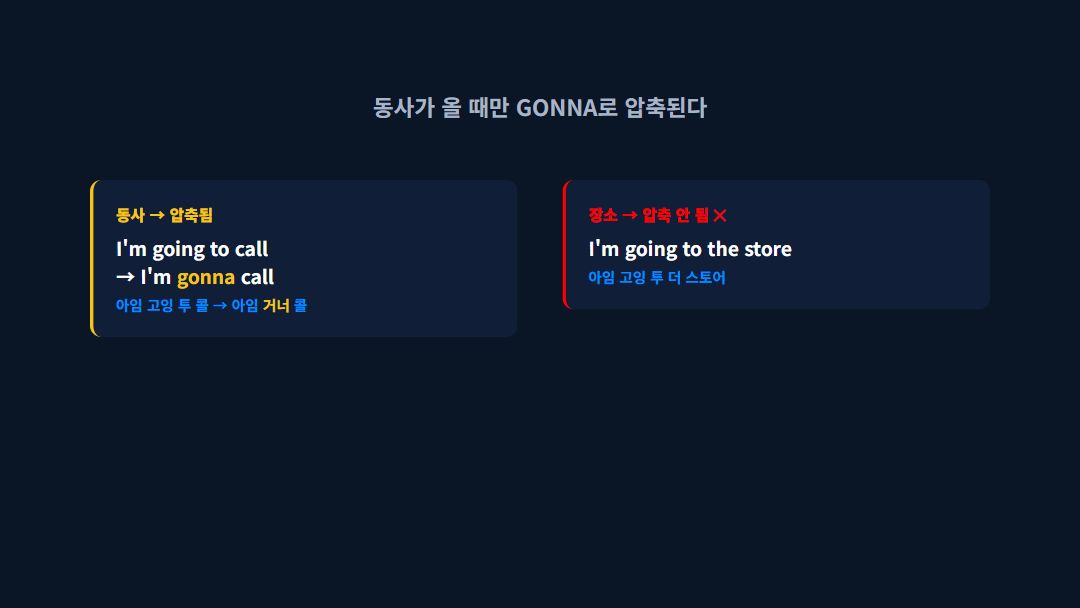 동사가 올 때만 GONNA로 압축된다
동사 → 압축됨
I'm going to call
→ I'm gonna call
아임 고잉 투 콜 → 아임 거너 콜
장소 → 압축 안 됨 ✕
I'm going to the store
아임 고잉 투 더 스토어